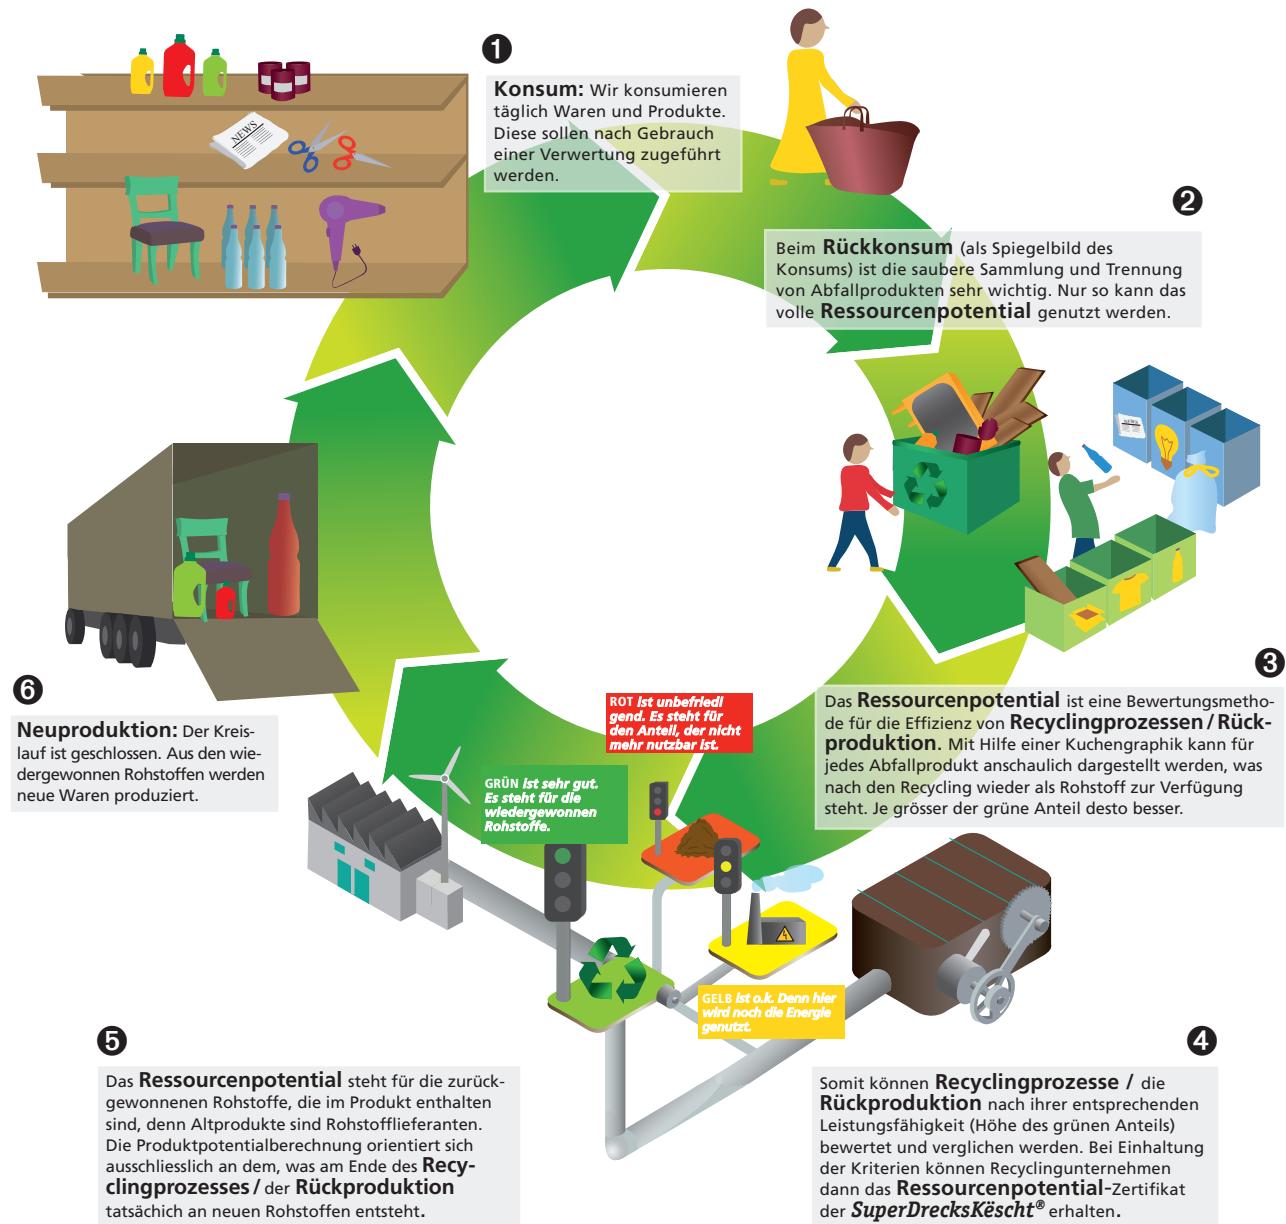 ❶
Konsum: Wir konsumieren
täglich Waren und Produkte.
Diese sollen nach Gebrauch
einer Verwertung zugeführt
werden.
NEWS
❷
Beim Rückkonsum (als Spiegelbild des
Konsums) ist die saubere Sammlung und Trennung
von Abfallprodukten sehr wichtig. Nur so kann das
volle Ressourcenpotential genutzt werden.
NEWS
❸
Das Ressourcenpotential ist eine Bewertungsmetho-
de für die Effizienz von Recyclingprozessen / Rück-
produktion. Mit Hilfe einer Kuchengraphik kann für
jedes Abfallprodukt anschaulich dargestellt werden, was
nach den Recycling wieder als Rohstoff zur Verfügung
steht. Je grösser der grüne Anteil desto besser.
❻
Neuproduktion: Der Kreis-
lauf ist geschlossen. Aus den wie-
dergewonnen Rohstoffen werden
neue Waren produziert.
ROT ist unbefriedi
gend. Es steht für
den Anteil, der nicht
mehr nutzbar ist.
GRÜN ist sehr gut.
Es steht für die
wiedergewonnen
Rohstoffe.
GELB ist o.k. Denn hier
wird noch die Energie
genutzt.
❺
Das Ressourcenpotential steht für die zurück-
gewonnenen Rohstoffe, die im Produkt enthalten
sind, denn Altprodukte sind Rohstofflieferanten.
Die Produktpotentialberechnung orientiert sich
ausschliesslich an dem, was am Ende des Recy-
clingprozesses / der Rückproduktion
tatsächich an neuen Rohstoffen entsteht.
❹
Somit können Recyclingprozesse / die
Rückproduktion nach ihrer entsprechenden
Leistungsfähigkeit (Höhe des grünen Anteils)
bewertet und verglichen werden. Bei Einhaltung
der Kriterien können Recyclingunternehmen
dann das Ressourcenpotential-Zertifikat
der SuperDrecksKëscht® erhalten.